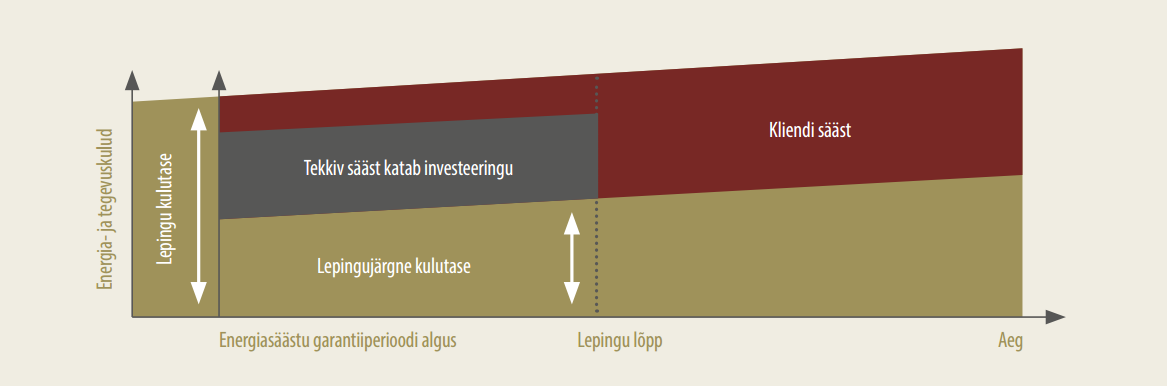 Energia- ja tegevuskulud
Lepingu kulutase
Tekkiv sääst katab investeeringu
Kliendi sääst
Lepingujärgne kulutase
Energiasäästu garantiiperioodi algus
Lepingu lõpp
Aeg